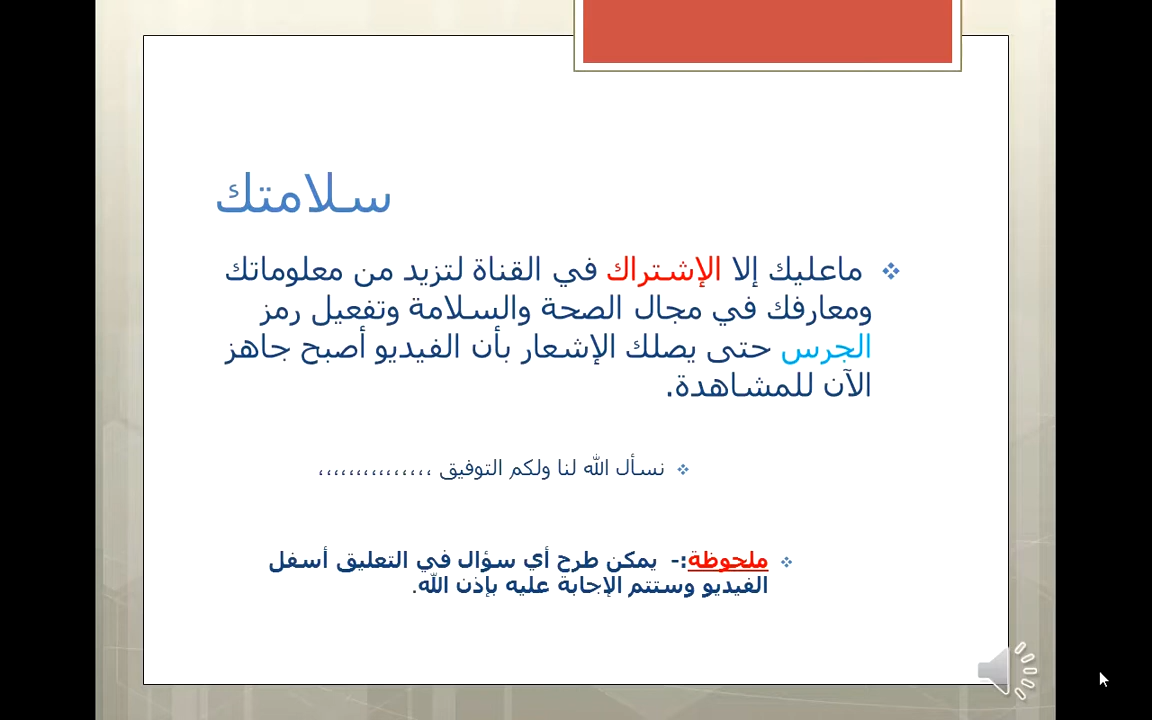 سلامتك
ماعليك إلا الإشتراك في القناة لتزيد من معلوماتك
ومعارفك في مجال الصحة والسلامة وتفعيل رمز
الجرس حتى يصلك الإشعار بأن الفيديو أصبح جاهز
الآن للمشاهدة.
نسأل الله لنا ولكم التوفيق ،،،،،،،،،،،،،،،
ملحوظة:- يمكن طرح أي سؤال في التعليق أسفل
الفيديو وستتم الإجابة عليه بإذن الله.